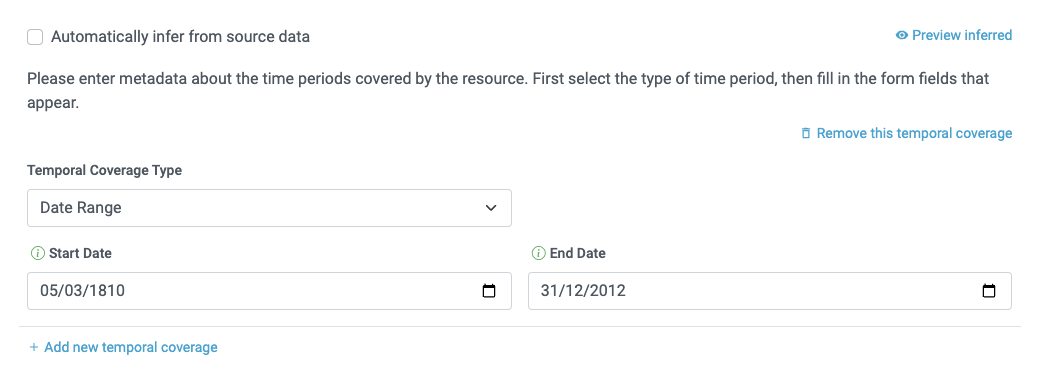 Automatically infer from source data
Preview inferred
Please enter metadata about the time periods covered by the resource. First select the type of time period, then fill in the form fields that
appear.
Remove this temporal coverage
Temporal Coverage Type
Date Range
Start Date
End Date
05/03/1810
31/12/2012
+ Add new temporal coverage